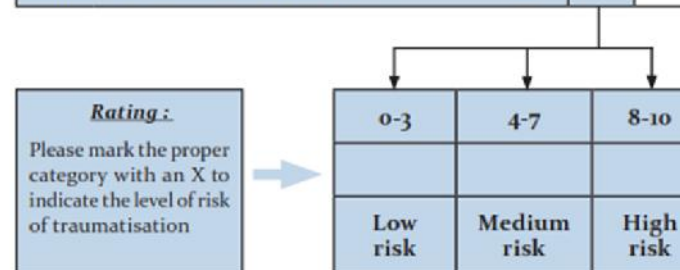 Rating :
Please mark the proper
category with an X to
indicate the level of risk
of traumatisation
0-3 4-7 8-10
Low Medium High
risk risk risk